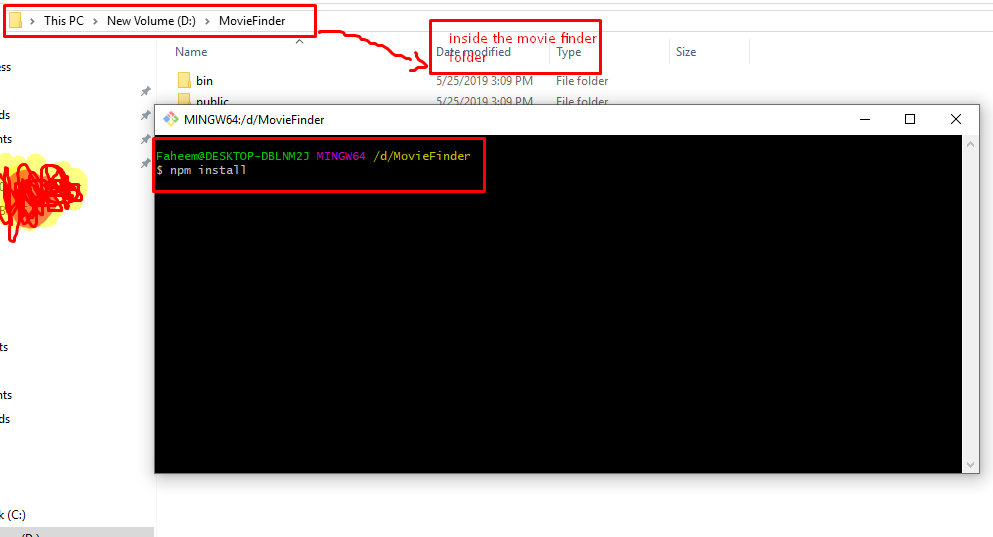 This PC > New Volume (D:) > MovieFinder
inside the movie finder
folder
Name Date modified Type Size
ess
bin 5/25/2019 3:09 PM File folder
public 5/25/2019 3:09 PM File folder
ds
nts
MINGW64:/d/MovieFinder
Faheem@DESKTOP-DBLNM2J MINGW64 /d/MovieFinder
$ npm install
ts
nts
ds
k (C:)